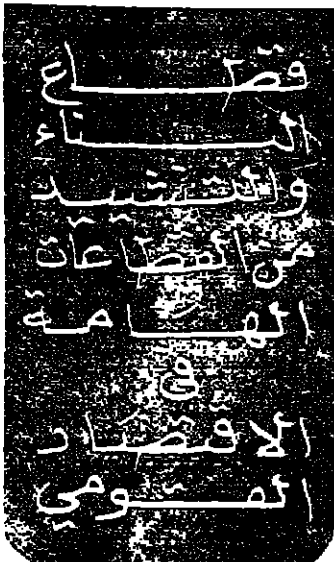 قطاع
البناء
والتشييد
من القطاعات
الهامة
في
الاقتصاد
القومي